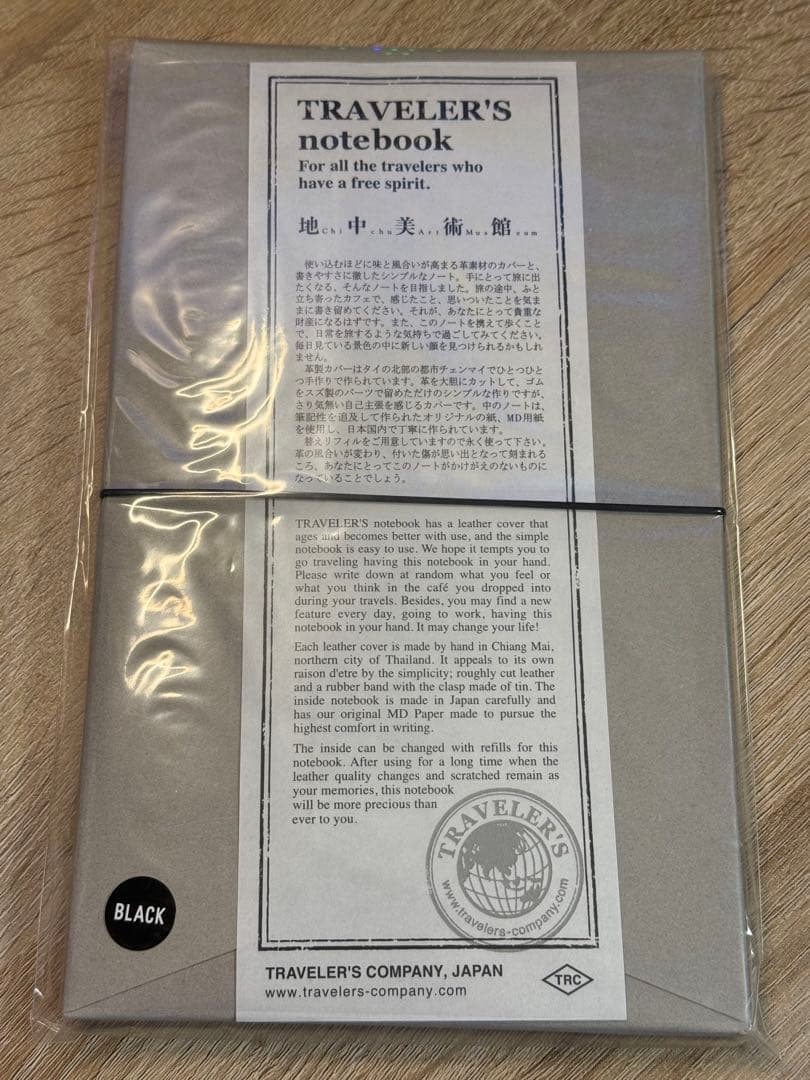 TRAVELER'S
notebook
For all the travelers who
have a free spirit.
地Chi中chu美Art術Mus館eum
使い込むほどに味と風合いが高まる革素材のカバーと、
書きやすさに徹したシンプルなノート。手にとって旅に出
たくなる、そんなノートを目指しました。旅の途中、ふと
立ち寄ったカフェで、感じたこと、思いついたことを気ま
まに書き留めてください。それが、あなたにとって貴重な
財産になるはずです。また、このノートを携えて歩くこと
で、日常を旅するような気持ちで過ごしてみてください。
毎日見ている景色の中に新しい顔を見つけられるかもしれ
ません。
革製カバーはタイの北部の都市チェンマイでひとつひと
つ手作りで作られています。革を大胆にカットして、ゴム
をスズ製のパーツで留めただけのシンプルな作りですが、
さり気無い自己主張を感じるカバーです。中のノートは、
筆記性を追及して作られたオリジナルの紙、MD用紙
を使用し、日本国内で丁寧に作られています。
替えリフィルをご用意していますので永く使って下さい。
革の風合いが変わり、付いた傷が思い出となって刻まれる
ころ、あなたにとってこのノートがかけがえのないものに
なっていることでしょう。
TRAVELER'S notebook has a leather cover that
ages and becomes better with use, and the simple
notebook is easy to use. We hope it tempts you to
go traveling having this notebook in your hand.
Please write down at random what you feel or
what you think in the café you dropped into
during your travels. Besides, you may find a new
feature every day, going to work, having this
notebook in your hand. It may change your life!
Each leather cover is made by hand in Chiang Mai,
northern city of Thailand. It appeals to its own
raison d'etre by the simplicity; roughly cut leather
and a rubber band with the clasp made of tin. The
inside notebook is made in Japan carefully and
has our original MD Paper made to pursue the
highest comfort in writing.
The inside can be changed with refills for this
notebook. After using for a long time when the
leather quality changes and scratched remain as
your memories, this notebook
will be more precious than
ever to you.
TRAVELER'S
www.travelers-company.com
BLACK
TRAVELER'S COMPANY, JAPAN
www.travelers-company.com
TRC